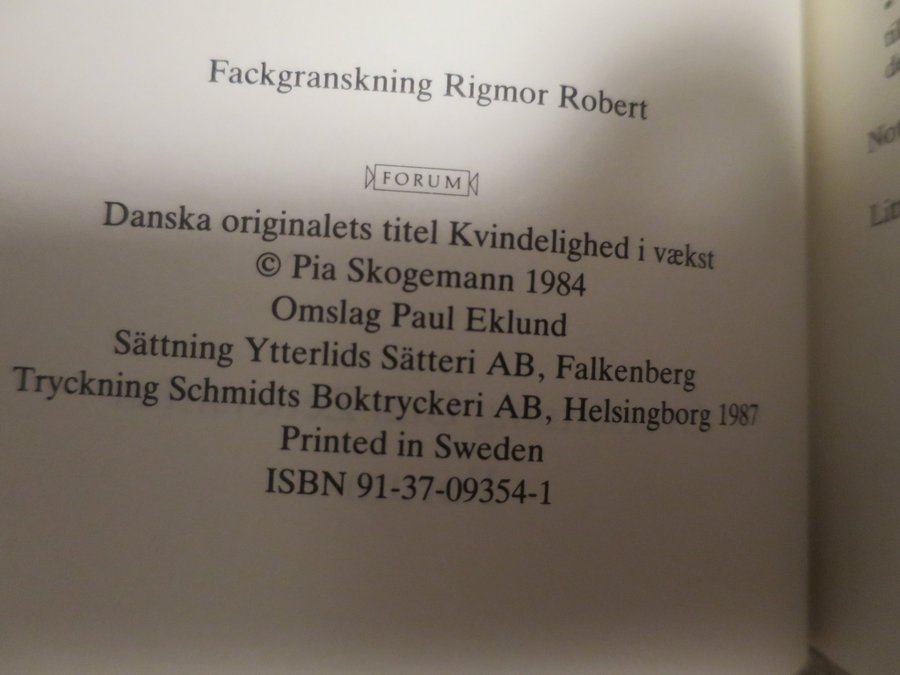 Fackgranskning Rigmor Robert
FORUM
Danska originalets titel Kvindelighed i vækst
© Pia Skogemann 1984
Omslag Paul Eklund
Sättning Ytterlids Sätteri AB, Falkenberg
Tryckning Schmidts Boktryckeri AB, Helsingborg 1987
Printed in Sweden
ISBN 91-37-09354-1